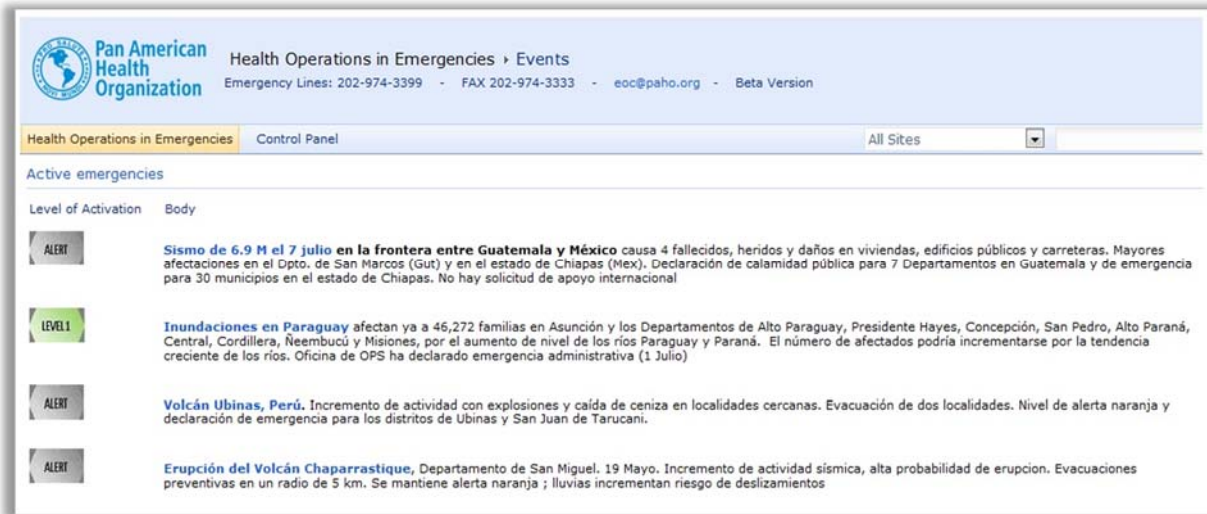 Pan American
Health
Organization
Health Operations in Emergencies › Events
Emergency Lines: 202-974-3399 - FAX 202-974-3333 - eoc@paho.org - Beta Version
Health Operations in Emergencies Control Panel All Sites
Active emergencies
Level of Activation Body
ALERT
Sismo de 6.9 M el 7 julio en la frontera entre Guatemala y México causa 4 fallecidos, heridos y daños en viviendas, edificios públicos y carreteras. Mayores
afectaciones en el Dpto. de San Marcos (Gut) y en el estado de Chiapas (Mex). Declaración de calamidad pública para 7 Departamentos en Guatemala y de emergencia
para 30 municipios en el estado de Chiapas. No hay solicitud de apoyo internacional
LEVEL1
Inundaciones en Paraguay afectan ya a 46,272 familias en Asunción y los Departamentos de Alto Paraguay, Presidente Hayes, Concepción, San Pedro, Alto Paraná,
Central, Cordillera, Ñeembucú y Misiones, por el aumento de nivel de los ríos Paraguay y Paraná. El número de afectados podría incrementarse por la tendencia
creciente de los ríos. Oficina de OPS ha declarado emergencia administrativa (1 Julio)
ALERT
Volcán Ubinas, Perú. Incremento de actividad con explosiones y caída de ceniza en localidades cercanas. Evacuación de dos localidades. Nivel de alerta naranja y
declaración de emergencia para los distritos de Ubinas y San Juan de Tarucani.
ALERT
Erupción del Volcán Chaparrastique, Departamento de San Miguel. 19 Mayo. Incremento de actividad sísmica, alta probabilidad de erupcion. Evacuaciones
preventivas en un radio de 5 km. Se mantiene alerta naranja ; lluvias incrementan riesgo de deslizamientos